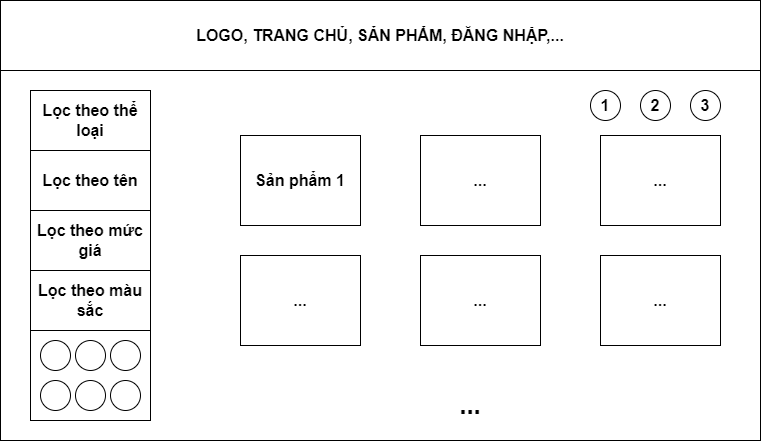 LOGO, TRANG CHỦ, SẢN PHẨM, ĐĂNG NHẬP,...
Lọc theo thể
loại
Lọc theo tên
Lọc theo mức
giá
Lọc theo màu
sắc
1 2 3
Sản phẩm 1
...
...
...
...
...
...